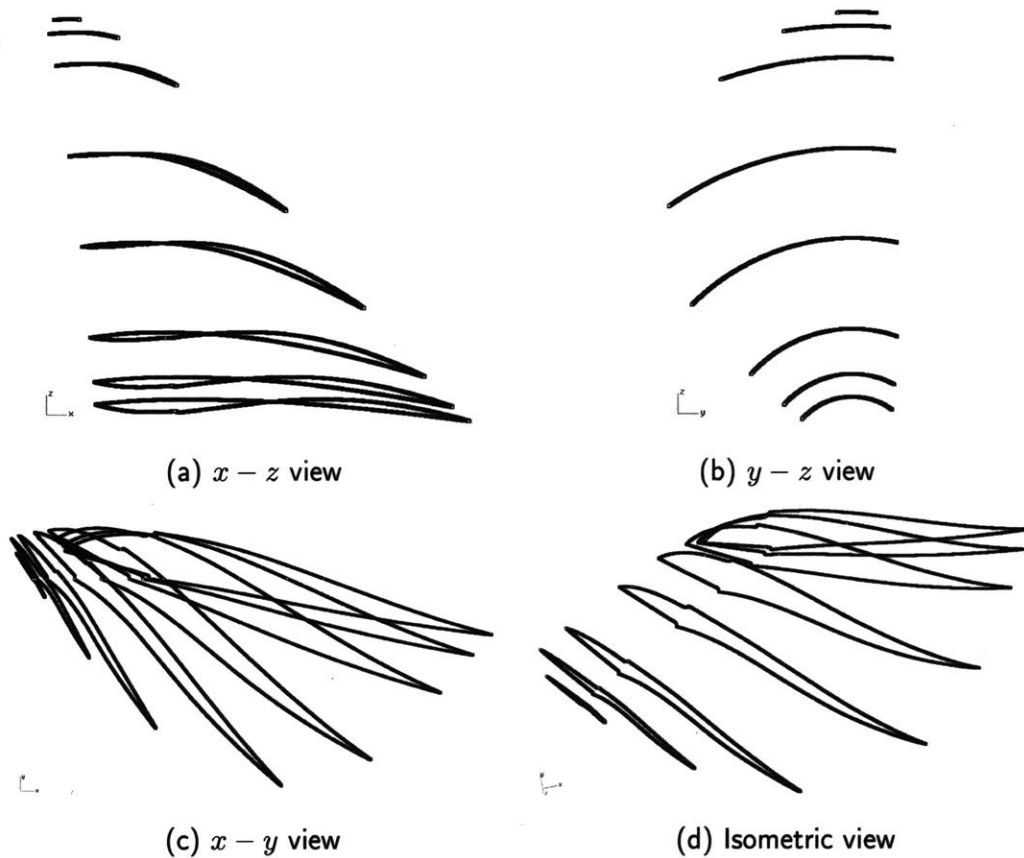 z
x
z
y
(a) x − z view
(b) y − z view
y
x
y
x
z
(c) x − y view
(d) Isometric view